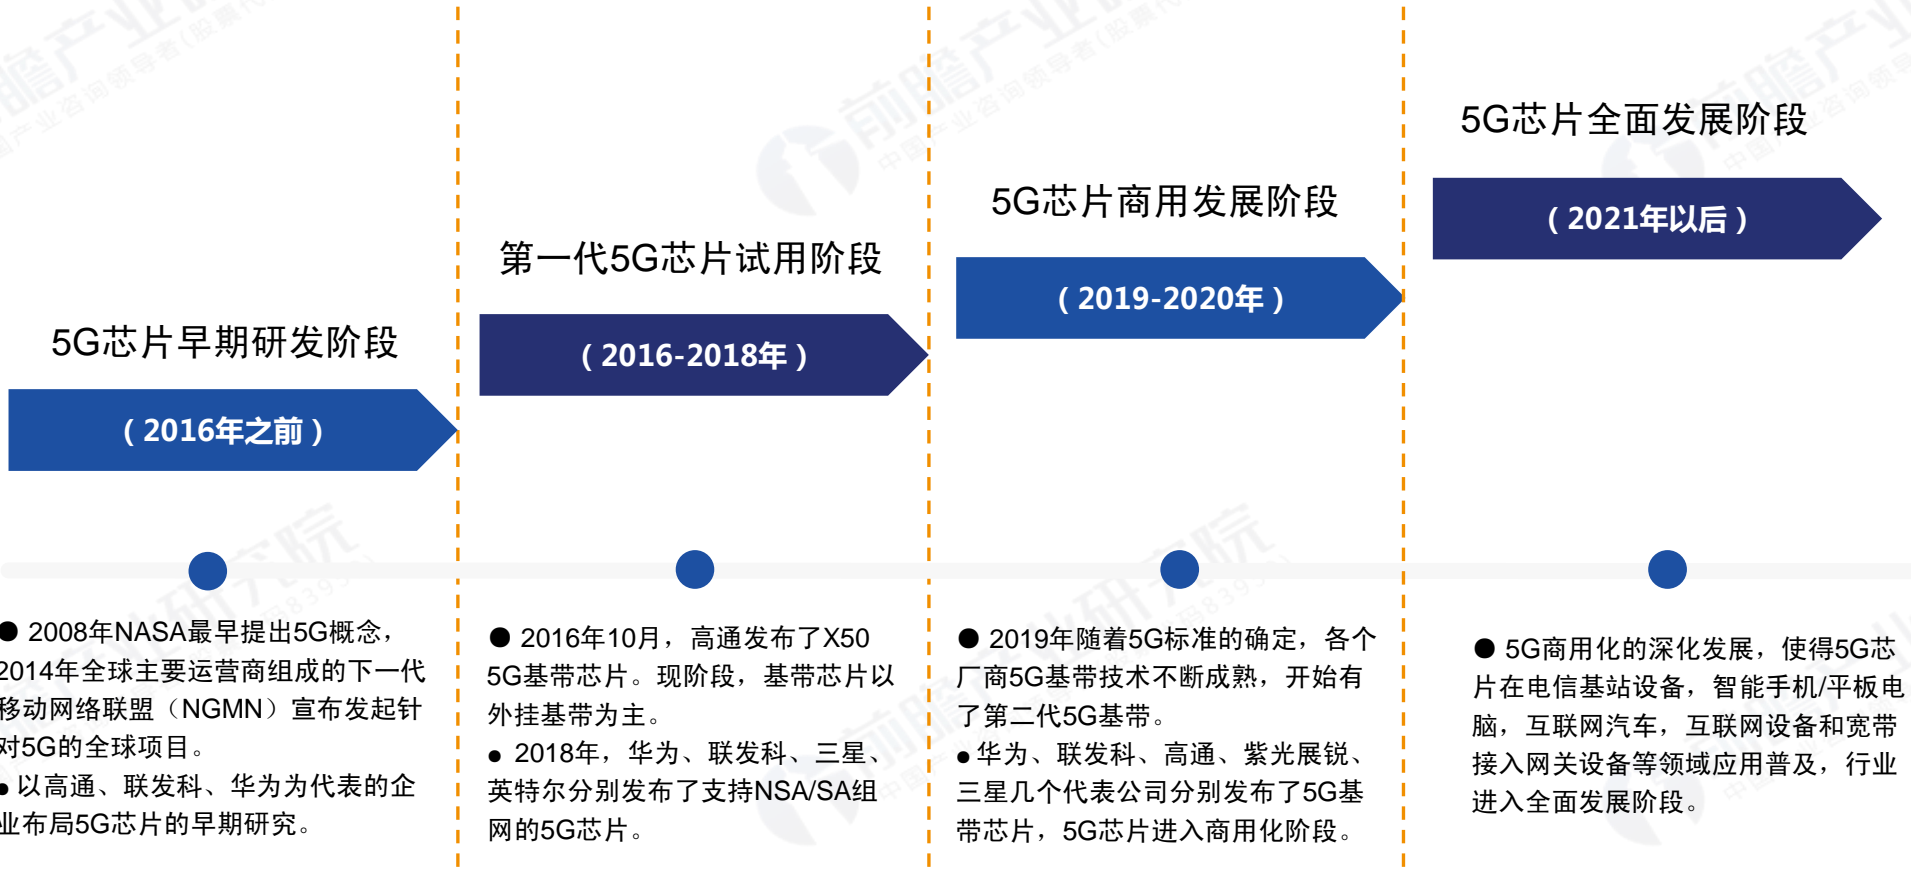 5G芯片早期研发阶段
（2016年之前）
● 2008年NASA最早提出5G概念，
2014年全球主要运营商组成的下一代
移动网络联盟（NGMN）宣布发起针
对5G的全球项目。
● 以高通、联发科、华为为代表的企
业布局5G芯片的早期研究。
第一代5G芯片试用阶段
（2016-2018年）
● 2016年10月，高通发布了X50
5G基带芯片。现阶段，基带芯片以
外挂基带为主。
● 2018年，华为、联发科、三星、
英特尔分别发布了支持NSA/SA组
网的5G芯片。
5G芯片商用发展阶段
（2019-2020年）
● 2019年随着5G标准的确定，各个
厂商5G基带技术不断成熟，开始有
了第二代5G基带。
● 华为、联发科、高通、紫光展锐、
三星几个代表公司分别发布了5G基
带芯片，5G芯片进入商用化阶段。
5G芯片全面发展阶段
（2021年以后）
● 5G商用化的深化发展，使得5G芯
片在电信基站设备，智能手机/平板电
脑，互联网汽车，互联网设备和宽带
接入网关设备等领域应用普及，行业
进入全面发展阶段。